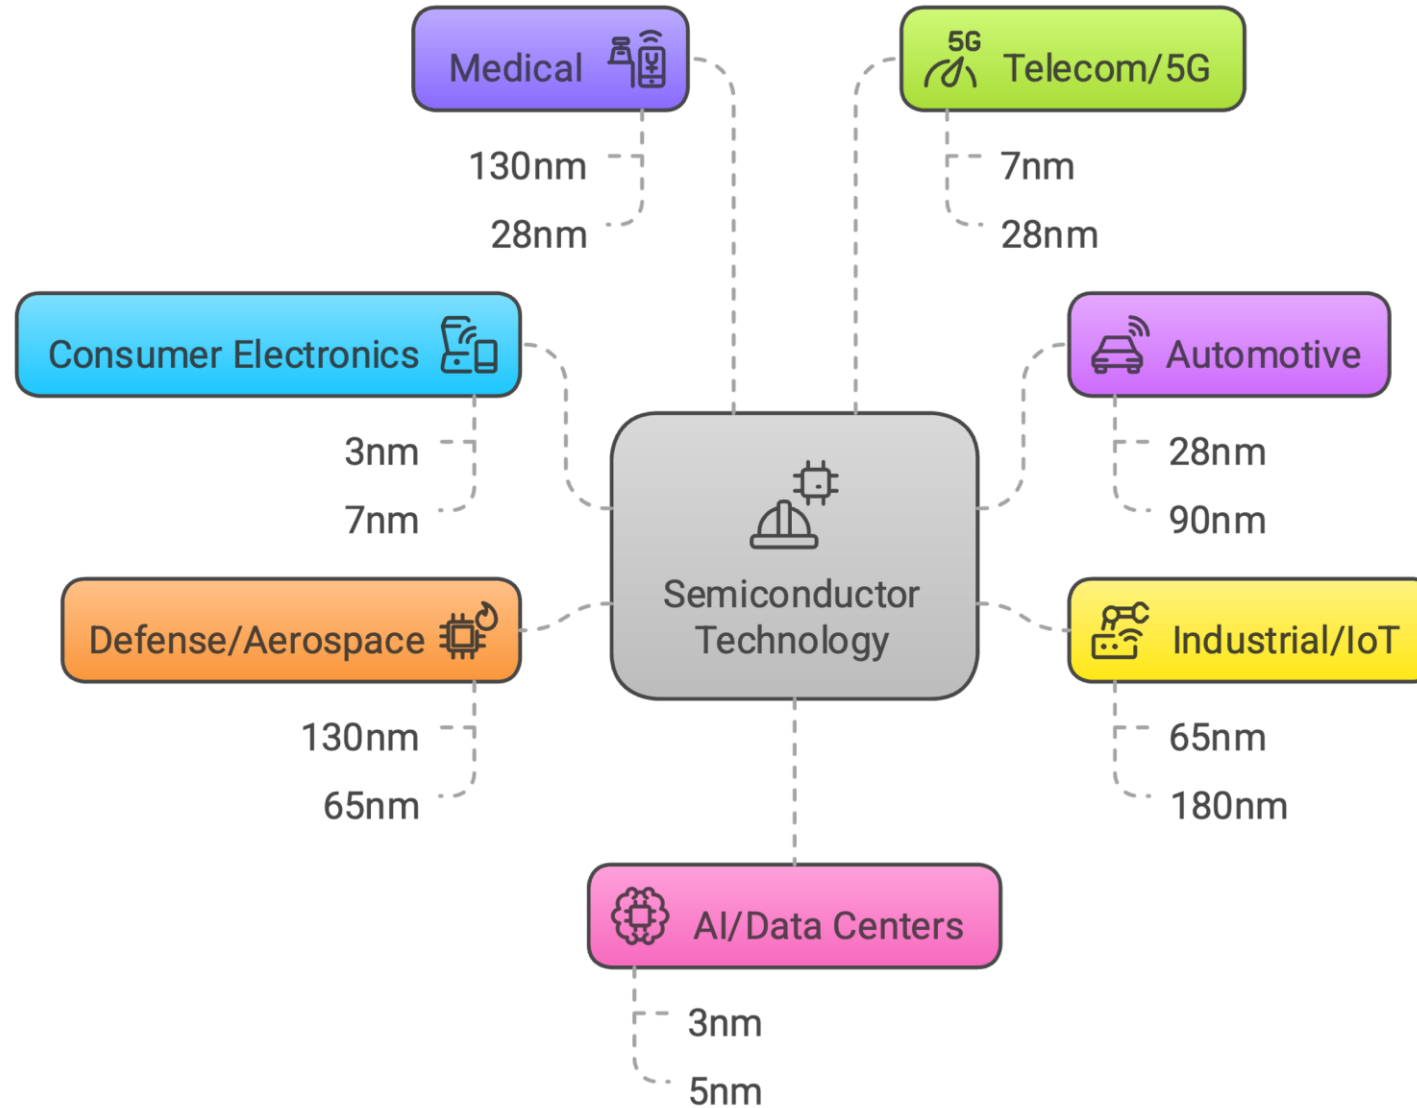 Medical
130nm
28nm
5G
Telecom/5G
7nm
28nm
Consumer Electronics
3nm
7nm
Automotive
28nm
90nm
Semiconductor
Technology
Defense/Aerospace
130nm
65nm
Industrial/IoT
65nm
180nm
AI/Data Centers
3nm
5nm